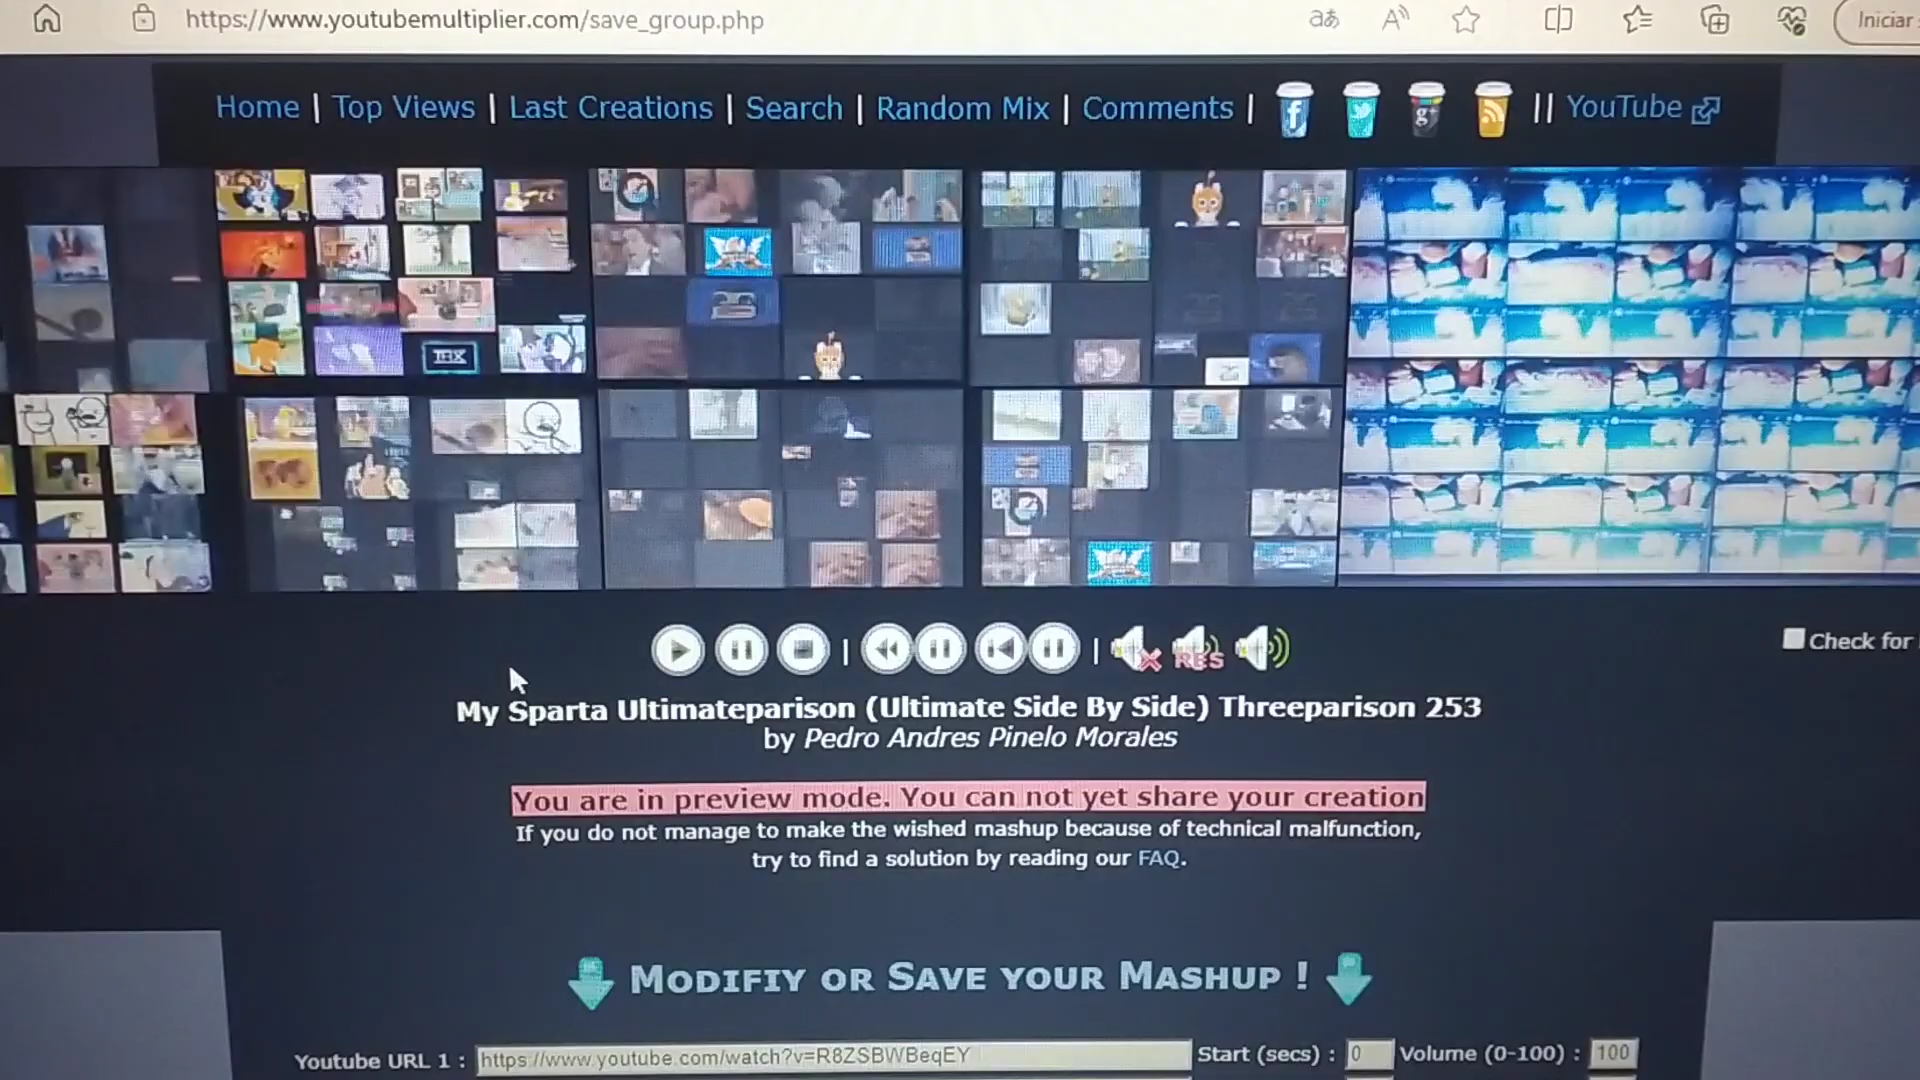 https://www.youtubemultiplier.com/save_group.php
Iniciar
Home | Top Views | Last Creations | Search | Random Mix | Comments | || YouTube
THX
RES
Check for
My Sparta Ultimateparison (Ultimate Side By Side) Threeparison 253
by Pedro Andres Pinelo Morales
You are in preview mode. You can not yet share your creation
If you do not manage to make the wished mashup because of technical malfunction,
try to find a solution by reading our FAQ.
Modifiy or Save your Mashup !
Youtube URL 1 : https://www.youtube.com/watch?v=R8ZSBWBeqEY Start (secs) : 0 Volume (0-100) : 100